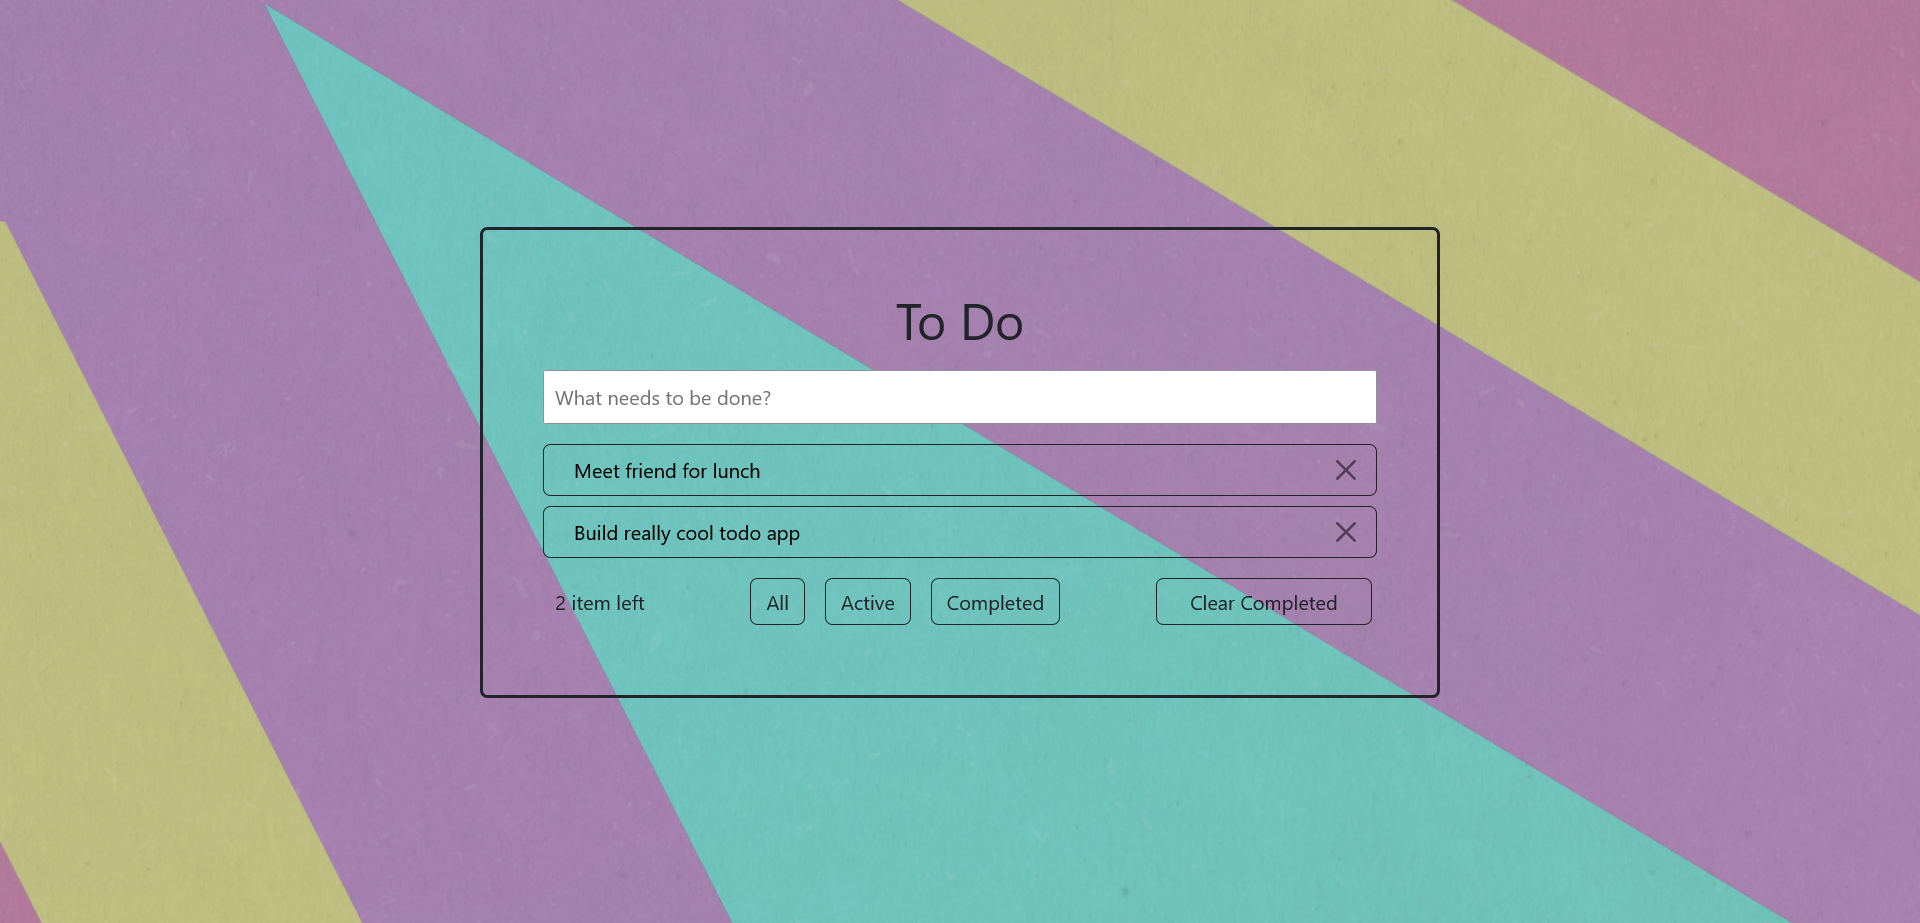 To Do
What needs to be done?
Meet friend for lunch
Build really cool todo app
2 item left All Active Completed Clear Completed